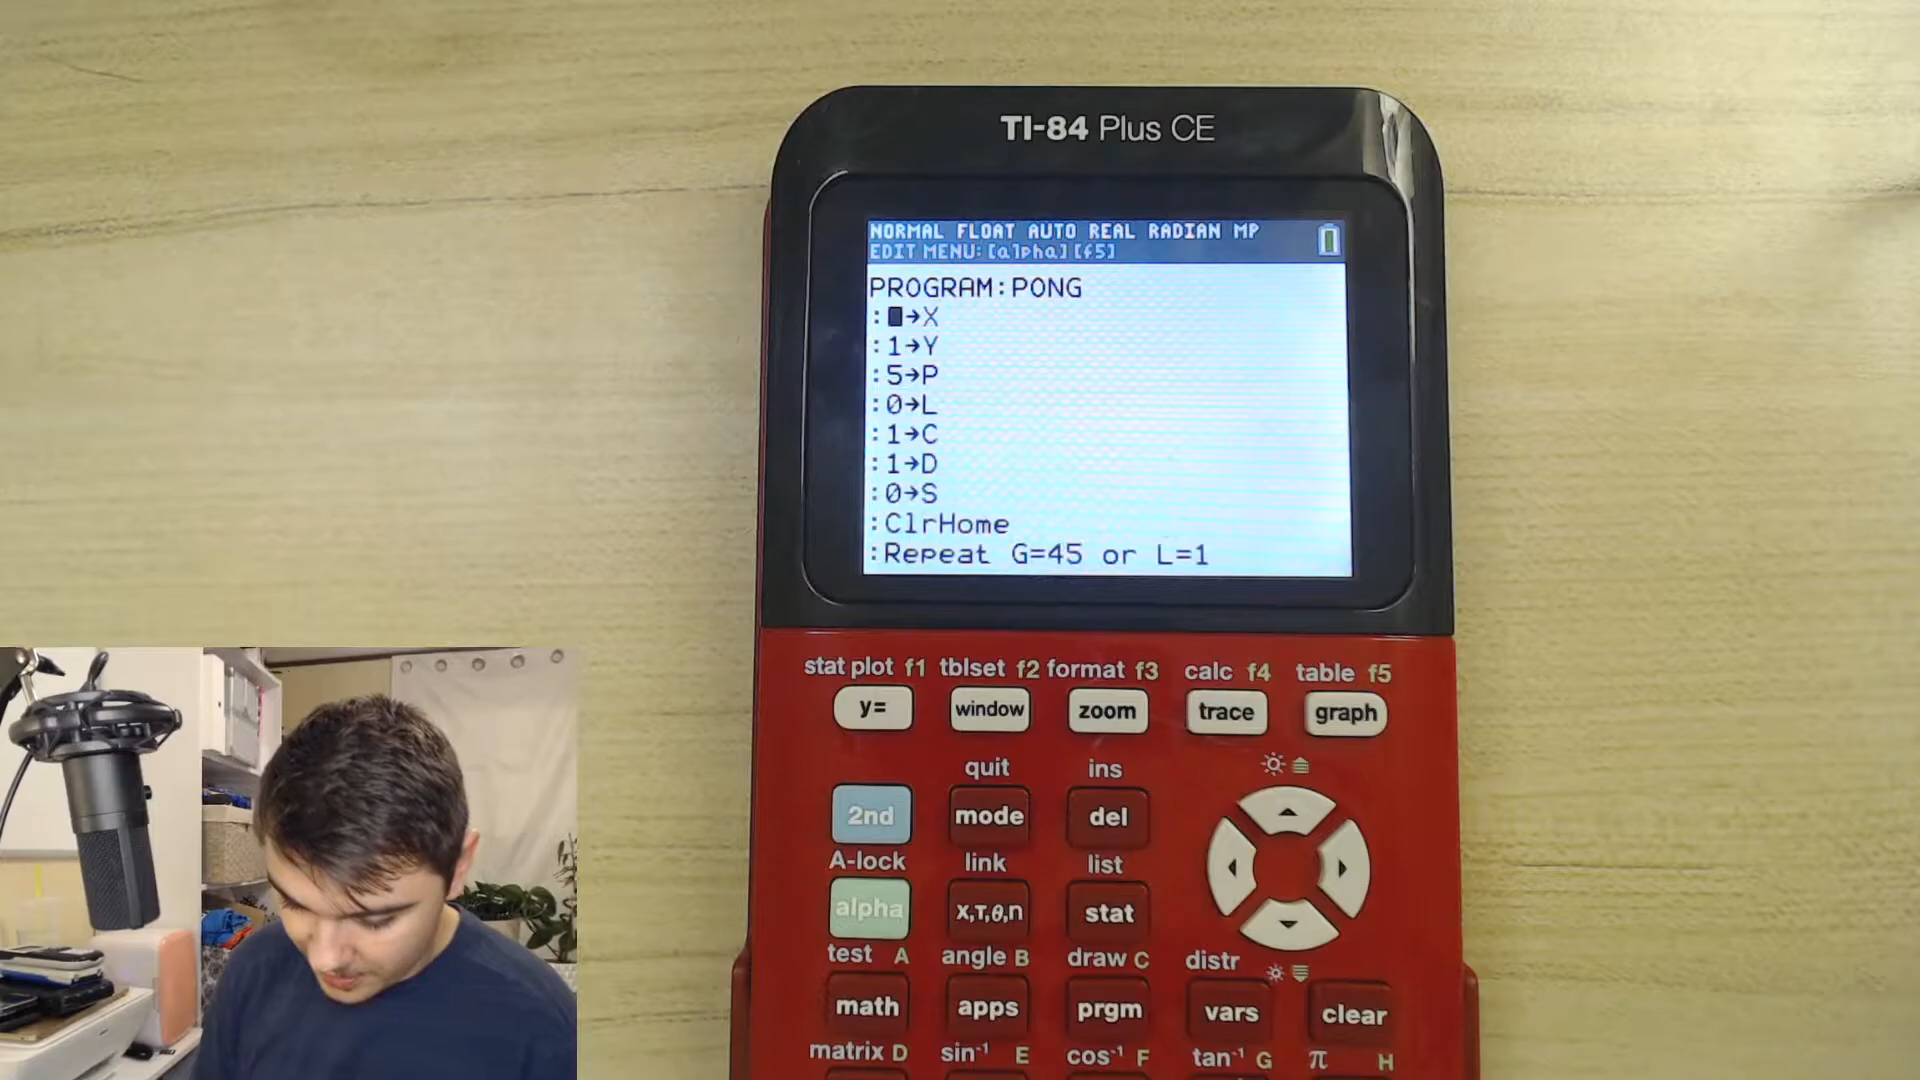 TI-84 Plus CE
NORMAL FLOAT AUTO REAL RADIAN MP
EDIT MENU:[alpha][f5]
PROGRAM:PONG
:■→X
:1→Y
:5→P
:0→L
:1→C
:1→D
:0→S
:ClrHome
:Repeat G=45 or L=1
stat plot f1 tblset f2 format f3 calc f4 table f5
y= window zoom trace graph
quit ins
2nd mode del
A-lock link list
alpha X,T,θ,n stat
test A angle B draw C distr
math apps prgm vars clear
matrix D sin⁻¹ E cos⁻¹ F tan⁻¹ G π H